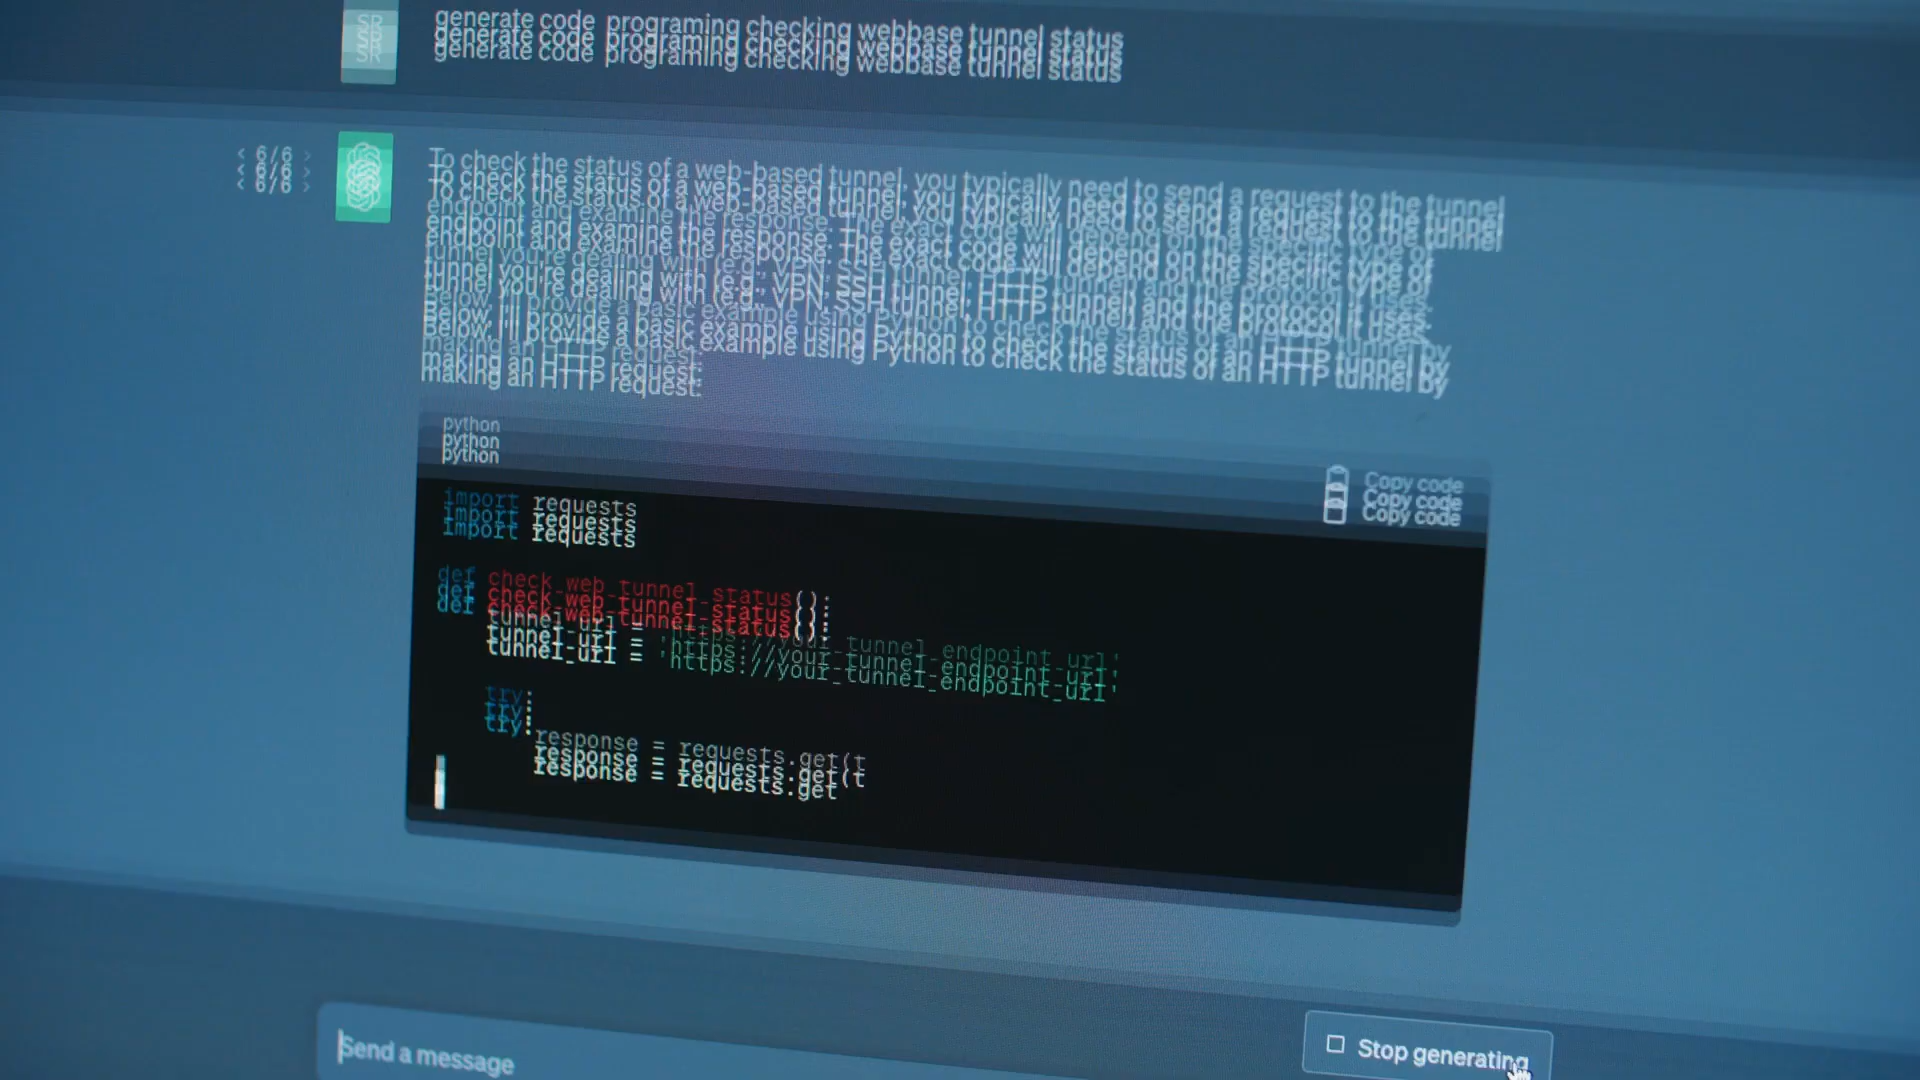 SR
generate code programing checking webbase tunnel status
< 6/6 >
To check the status of a web-based tunnel, you typically need to send a request to the tunnel
endpoint and examine the response. The exact code will depend on the specific type of
tunnel you're dealing with (e.g., VPN, SSH tunnel, HTTP tunnel) and the protocol it uses.
Below, I'll provide a basic example using Python to check the status of an HTTP tunnel by
making an HTTP request:
python
Copy code
import requests
def check_web_tunnel_status():
tunnel_url = 'https://your_tunnel_endpoint_url'
try:
response = requests.get(t
Send a message
Stop generating